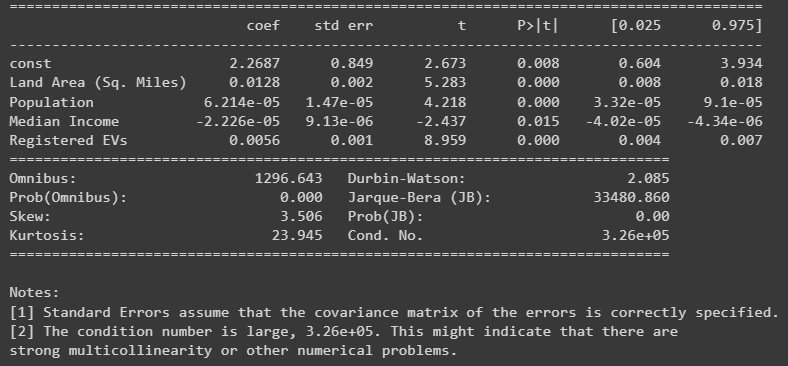 ==============================================================================================
                            coef    std err          t      P>|t|      [0.025      0.975]
----------------------------------------------------------------------------------------------
const                     2.2687      0.849      2.673      0.008       0.604       3.934
Land Area (Sq. Miles)     0.0128      0.002      5.283      0.000       0.008       0.018
Population             6.214e-05   1.47e-05      4.218      0.000    3.32e-05     9.1e-05
Median Income         -2.226e-05   9.13e-06     -2.437      0.015   -4.02e-05   -4.34e-06
Registered EVs            0.0056      0.001      8.959      0.000       0.004       0.007
==============================================================================
Omnibus:                     1296.643   Durbin-Watson:                   2.085
Prob(Omnibus):                  0.000   Jarque-Bera (JB):            33480.860
Skew:                           3.506   Prob(JB):                         0.00
Kurtosis:                      23.945   Cond. No.                     3.26e+05
==============================================================================
Notes:
[1] Standard Errors assume that the covariance matrix of the errors is correctly specified.
[2] The condition number is large, 3.26e+05. This might indicate that there are
strong multicollinearity or other numerical problems.